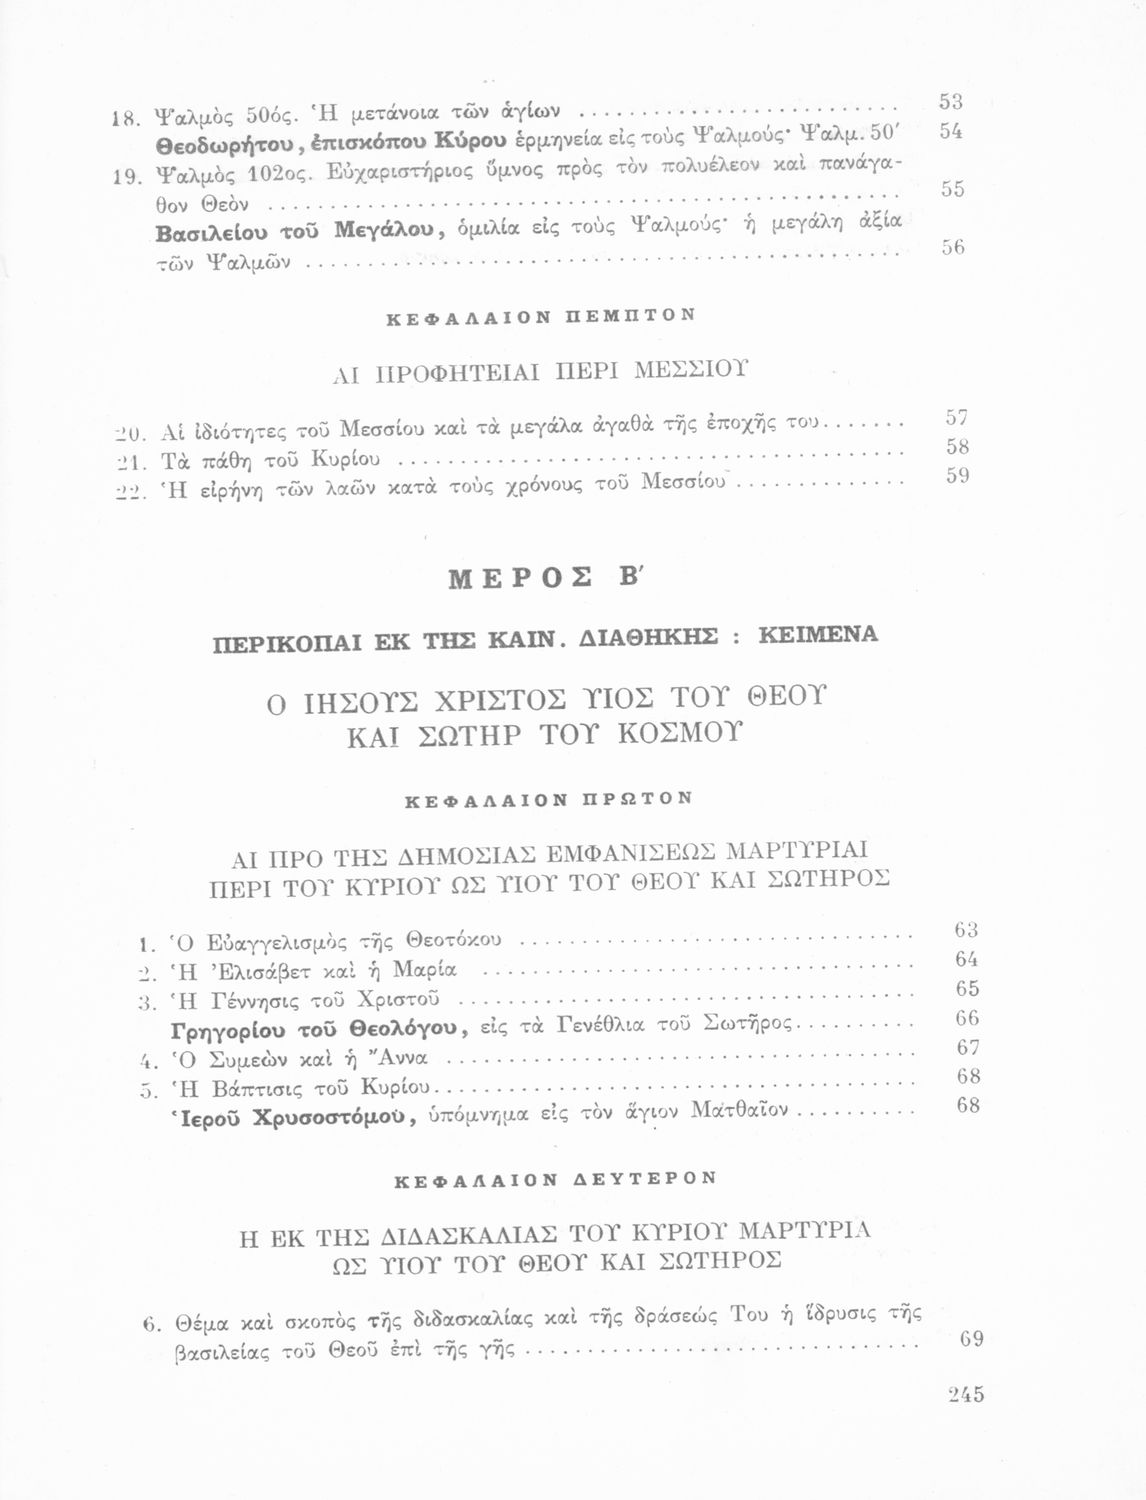 18. Ψαλμὸς 50ός. Ἡ μετάνοια τῶν ἁγίων .............................. 53
Θεοδωρήτου, ἐπισκόπου Κύρου ἑρμηνεία εἰς τοὺς Ψαλμούς· Ψαλμ. 50′ 54
19. Ψαλμὸς 102ος. Εὐχαριστήριος ὕμνος πρὸς τὸν πολυέλεον καὶ πανάγα-
θον Θεὸν .............................. 55
Βασιλείου τοῦ Μεγάλου, ὁμιλία εἰς τοὺς Ψαλμούς· ἡ μεγάλη ἀξία
τῶν Ψαλμῶν .............................. 56
ΚΕΦΑΛΑΙΟΝ ΠΕΜΠΤΟΝ
ΑΙ ΠΡΟΦΗΤΕΙΑΙ ΠΕΡΙ ΜΕΣΣΙΟΥ
20. Αἱ ἰδιότητες τοῦ Μεσσίου καὶ τὰ μεγάλα ἀγαθὰ τῆς ἐποχῆς του....... 57
21. Τὰ πάθη τοῦ Κυρίου .............................. 58
22. Ἡ εἰρήνη τῶν λαῶν κατὰ τοὺς χρόνους τοῦ Μεσσίου .............. 59
ΜΕΡΟΣ Β′
ΠΕΡΙΚΟΠΑΙ ΕΚ ΤΗΣ ΚΑΙΝ. ΔΙΑΘΗΚΗΣ : ΚΕΙΜΕΝΑ
Ο ΙΗΣΟΥΣ ΧΡΙΣΤΟΣ ΥΙΟΣ ΤΟΥ ΘΕΟΥ
ΚΑΙ ΣΩΤΗΡ ΤΟΥ ΚΟΣΜΟΥ
ΚΕΦΑΛΑΙΟΝ ΠΡΩΤΟΝ
ΑΙ ΠΡΟ ΤΗΣ ΔΗΜΟΣΙΑΣ ΕΜΦΑΝΙΣΕΩΣ ΜΑΡΤΥΡΙΑΙ
ΠΕΡΙ ΤΟΥ ΚΥΡΙΟΥ ΩΣ ΥΙΟΥ ΤΟΥ ΘΕΟΥ ΚΑΙ ΣΩΤΗΡΟΣ
1. Ὁ Εὐαγγελισμὸς τῆς Θεοτόκου .............................. 63
2. Ἡ Ἐλισάβετ καὶ ἡ Μαρία .............................. 64
3. Ἡ Γέννησις τοῦ Χριστοῦ .............................. 65
Γρηγορίου τοῦ Θεολόγου, εἰς τὰ Γενέθλια τοῦ Σωτῆρος........... 66
4. Ὁ Συμεὼν καὶ ἡ Ἄννα .............................. 67
5. Ἡ Βάπτισις τοῦ Κυρίου.............................. 68
Ἱεροῦ Χρυσοστόμου, ὑπόμνημα εἰς τὸν ἅγιον Ματθαῖον ........... 68
ΚΕΦΑΛΑΙΟΝ ΔΕΥΤΕΡΟΝ
Η ΕΚ ΤΗΣ ΔΙΔΑΣΚΑΛΙΑΣ ΤΟΥ ΚΥΡΙΟΥ ΜΑΡΤΥΡΙΑ
ΩΣ ΥΙΟΥ ΤΟΥ ΘΕΟΥ ΚΑΙ ΣΩΤΗΡΟΣ
6. Θέμα καὶ σκοπὸς τῆς διδασκαλίας καὶ τῆς δράσεώς Του ἡ ἵδρυσις τῆς
βασιλείας τοῦ Θεοῦ ἐπὶ τῆς γῆς .............................. 69
245